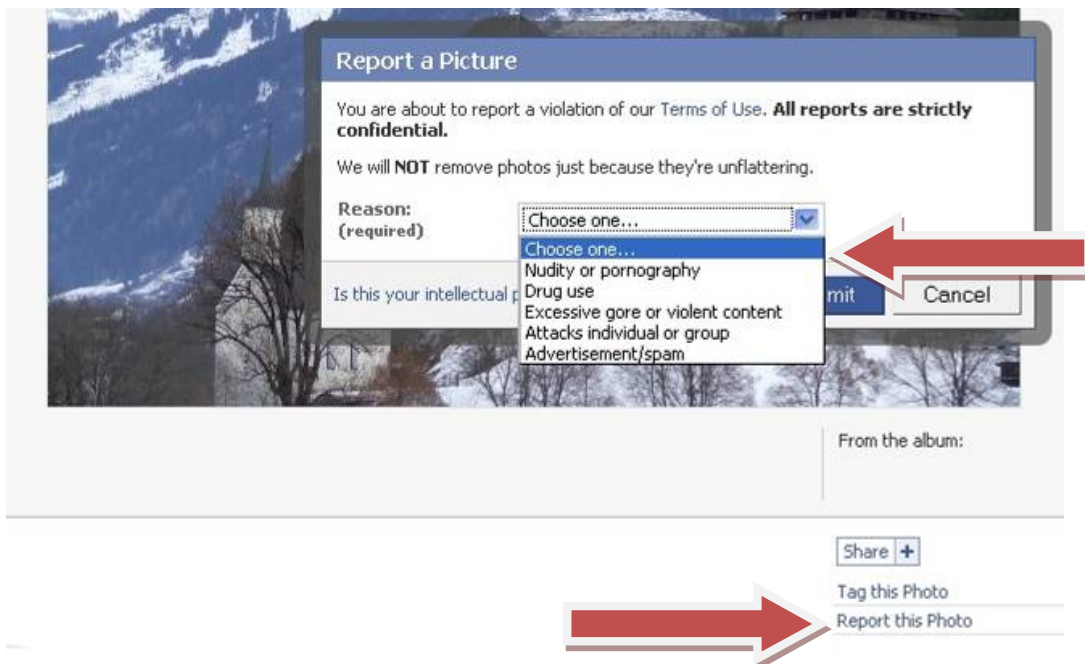 Report a Picture
You are about to report a violation of our Terms of Use. All reports are strictly
confidential.
We will NOT remove photos just because they're unflattering.
Reason:
(required)
Choose one...
Choose one...
Nudity or pornography
Drug use
Excessive gore or violent content
Attacks individual or group
Advertisement/spam
Is this your intellectual p
mit
Cancel
From the album:
Share +
Tag this Photo
Report this Photo